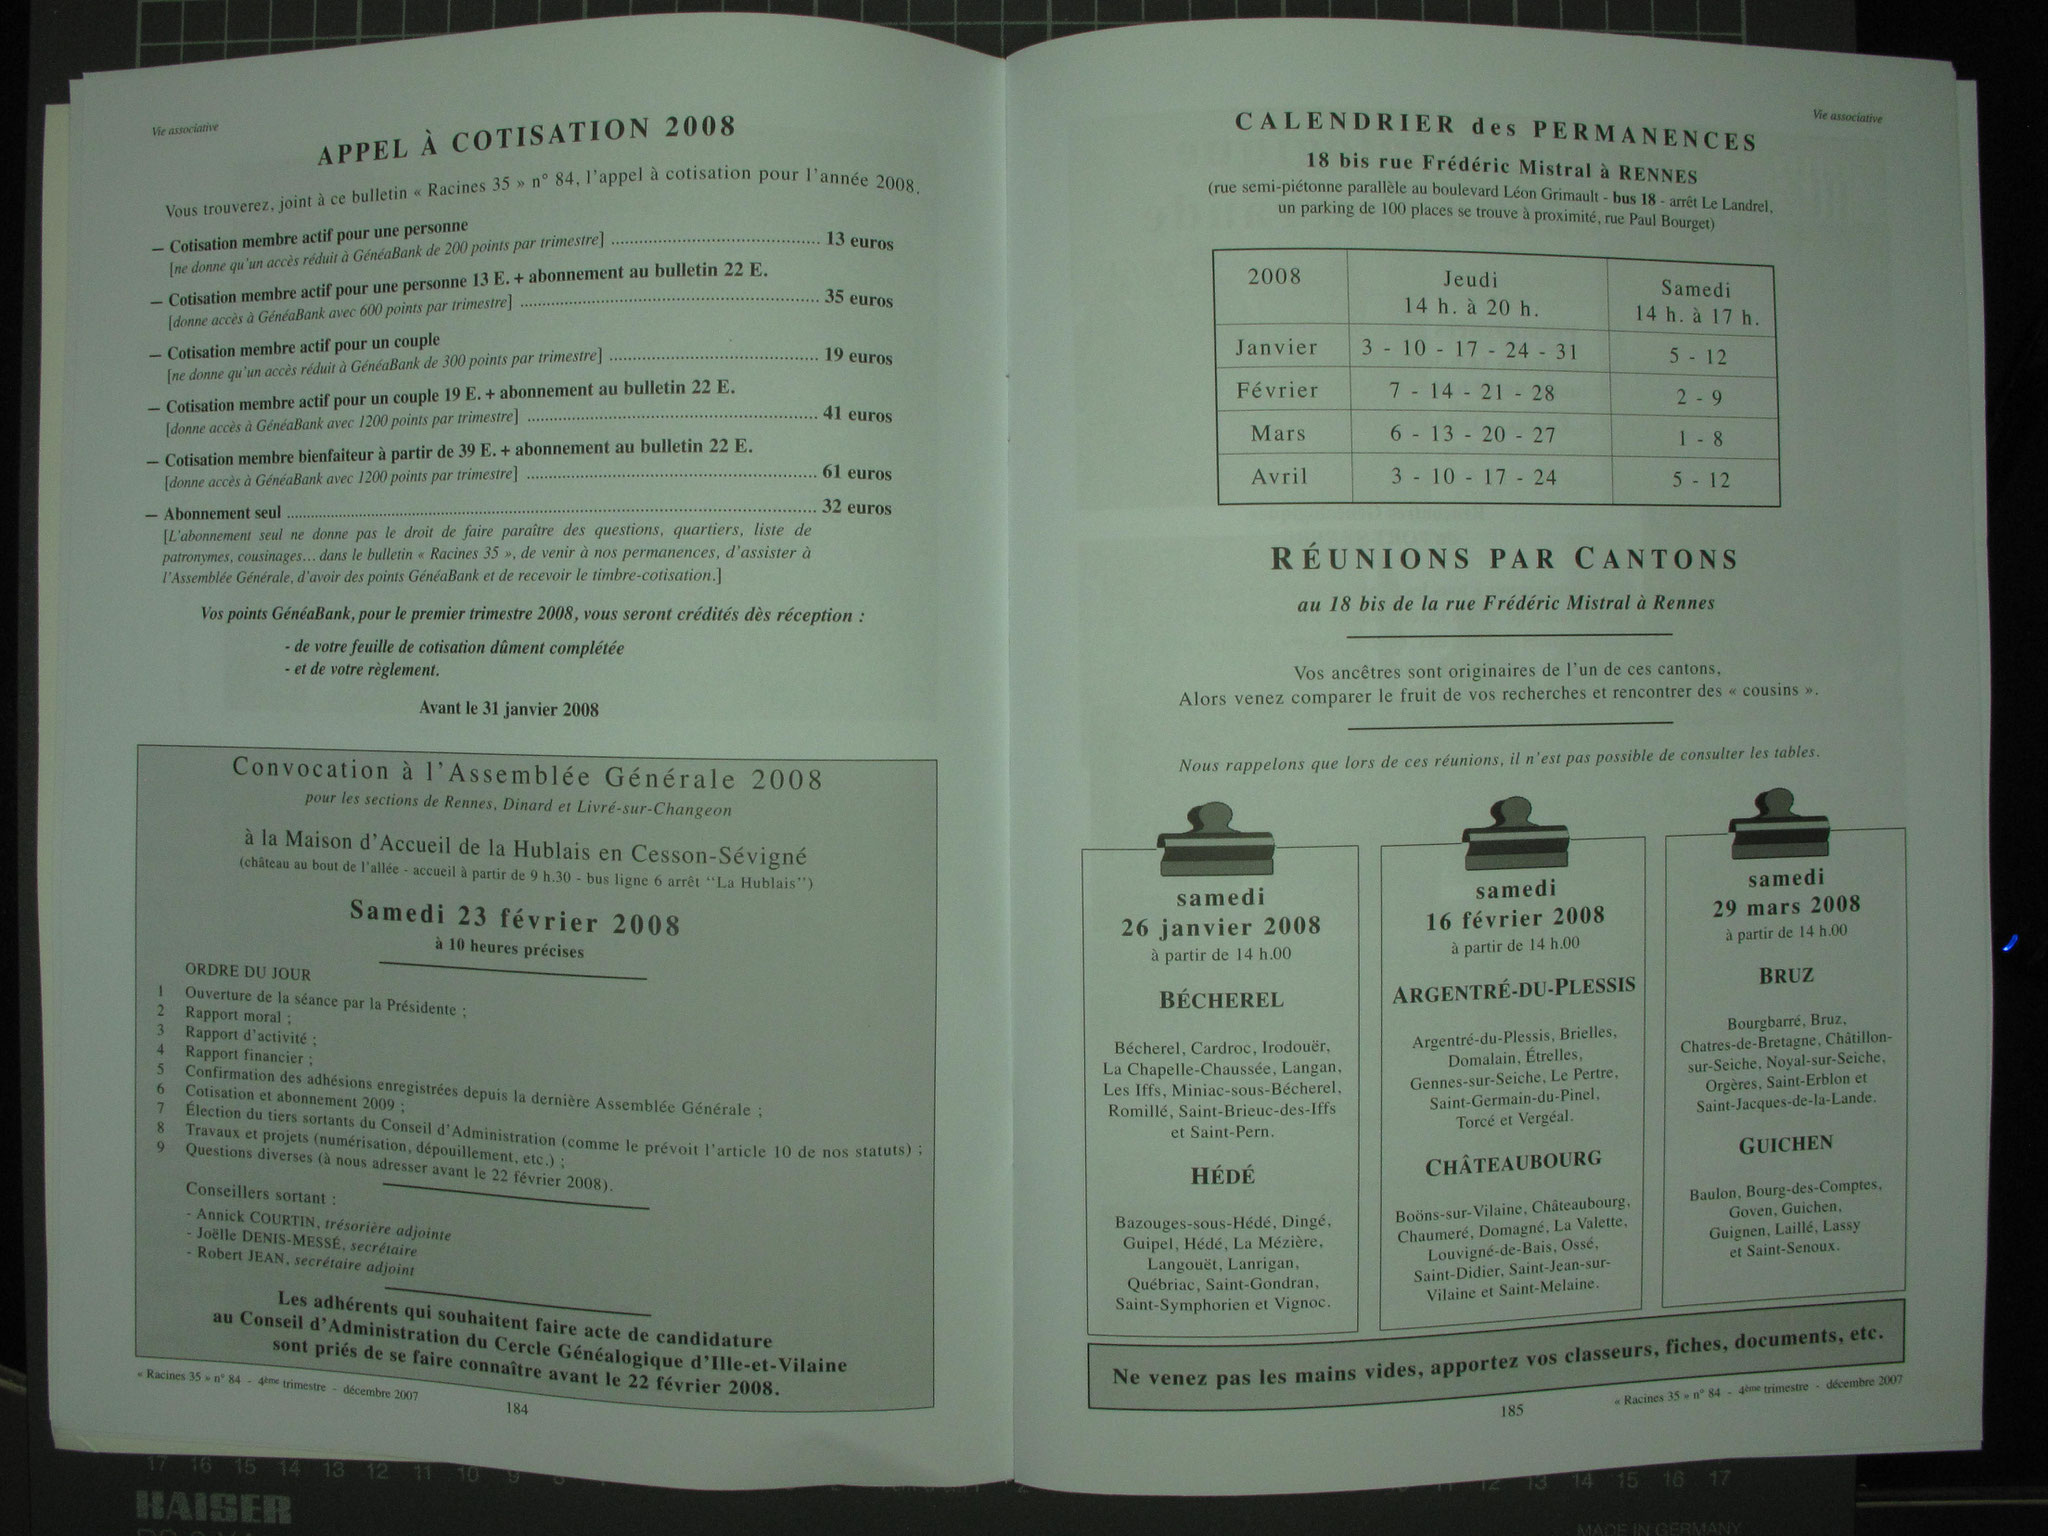 Vie associative
APPEL À COTISATION 2008
Vous trouverez, joint à ce bulletin « Racines 35 » n° 84, l'appel à cotisation pour l'année 2008.
– Cotisation membre actif pour une personne
[ne donne qu'un accès réduit à GénéaBank de 200 points par trimestre] ........ 13 euros
– Cotisation membre actif pour une personne 13 E. + abonnement au bulletin 22 E.
[donne accès à GénéaBank avec 600 points par trimestre] ........ 35 euros
– Cotisation membre actif pour un couple
[ne donne qu'un accès réduit à GénéaBank de 300 points par trimestre] ........ 19 euros
– Cotisation membre actif pour un couple 19 E. + abonnement au bulletin 22 E.
[donne accès à GénéaBank avec 1200 points par trimestre] ........ 41 euros
– Cotisation membre bienfaiteur à partir de 39 E. + abonnement au bulletin 22 E.
[donne accès à GénéaBank avec 1200 points par trimestre] ........ 61 euros
– Abonnement seul ........ 32 euros
[L'abonnement seul ne donne pas le droit de faire paraître des questions, quartiers, liste de
patronymes, cousinages... dans le bulletin « Racines 35 », de venir à nos permanences, d'assister à
l'Assemblée Générale, d'avoir des points GénéaBank et de recevoir le timbre-cotisation.]
Vos points GénéaBank, pour le premier trimestre 2008, vous seront crédités dès réception :
- de votre feuille de cotisation dûment complétée
- et de votre règlement.
Avant le 31 janvier 2008
Convocation à l'Assemblée Générale 2008
pour les sections de Rennes, Dinard et Livré-sur-Changeon
à la Maison d'Accueil de la Hublais en Cesson-Sévigné
(château au bout de l'allée - accueil à partir de 9 h.30 - bus ligne 6 arrêt "La Hublais")
Samedi 23 février 2008
à 10 heures précises
ORDRE DU JOUR
1 Ouverture de la séance par la Présidente ;
2 Rapport moral ;
3 Rapport d'activité ;
4 Rapport financier ;
5 Confirmation des adhésions enregistrées depuis la dernière Assemblée Générale ;
6 Cotisation et abonnement 2009 ;
7 Élection du tiers sortants du Conseil d'Administration (comme le prévoit l'article 10 de nos statuts) ;
8 Travaux et projets (numérisation, dépouillement, etc.) ;
9 Questions diverses (à nous adresser avant le 22 février 2008).
Conseillers sortant :
- Annick COURTIN, trésorière adjointe
- Joëlle DENIS-MESSÉ, secrétaire
- Robert JEAN, secrétaire adjoint
Les adhérents qui souhaitent faire acte de candidature
au Conseil d'Administration du Cercle Généalogique d'Ille-et-Vilaine
sont priés de se faire connaître avant le 22 février 2008.
« Racines 35 » n° 84 - 4ème trimestre - décembre 2007
184
Vie associative
CALENDRIER des PERMANENCES
18 bis rue Frédéric Mistral à RENNES
(rue semi-piétonne parallèle au boulevard Léon Grimault - bus 18 - arrêt Le Landrel,
un parking de 100 places se trouve à proximité, rue Paul Bourget)
2008 Jeudi Samedi
14 h. à 20 h. 14 h. à 17 h.
Janvier 3 - 10 - 17 - 24 - 31 5 - 12
Février 7 - 14 - 21 - 28 2 - 9
Mars 6 - 13 - 20 - 27 1 - 8
Avril 3 - 10 - 17 - 24 5 - 12
RÉUNIONS PAR CANTONS
au 18 bis de la rue Frédéric Mistral à Rennes
Vos ancêtres sont originaires de l'un de ces cantons,
Alors venez comparer le fruit de vos recherches et rencontrer des « cousins ».
Nous rappelons que lors de ces réunions, il n'est pas possible de consulter les tables.
samedi
26 janvier 2008
à partir de 14 h.00
BÉCHEREL
Bécherel, Cardroc, Irodouër,
La Chapelle-Chaussée, Langan,
Les Iffs, Miniac-sous-Bécherel,
Romillé, Saint-Brieuc-des-Iffs
et Saint-Pern.
HÉDÉ
Bazouges-sous-Hédé, Dingé,
Guipel, Hédé, La Mézière,
Langouët, Lanrigan,
Québriac, Saint-Gondran,
Saint-Symphorien et Vignoc.
samedi
16 février 2008
à partir de 14 h.00
ARGENTRÉ-DU-PLESSIS
Argentré-du-Plessis, Brielles,
Domalain, Étrelles,
Gennes-sur-Seiche, Le Pertre,
Saint-Germain-du-Pinel,
Torcé et Vergéal.
CHÂTEAUBOURG
Boöns-sur-Vilaine, Châteaubourg,
Chaumeré, Domagné, La Valette,
Louvigné-de-Bais, Ossé,
Saint-Didier, Saint-Jean-sur-
Vilaine et Saint-Melaine.
samedi
29 mars 2008
à partir de 14 h.00
BRUZ
Bourgbarré, Bruz,
Chatres-de-Bretagne, Châtillon-
sur-Seiche, Noyal-sur-Seiche,
Orgères, Saint-Erblon et
Saint-Jacques-de-la-Lande.
GUICHEN
Baulon, Bourg-des-Comptes,
Goven, Guichen,
Guignen, Laillé, Lassy
et Saint-Senoux.
Ne venez pas les mains vides, apportez vos classeurs, fiches, documents, etc.
« Racines 35 » n° 84 - 4ème trimestre - décembre 2007
185
17 16 15 14 13 12 11 10 9 13 14 15 16 17
KAISER
MADE IN GERMANY